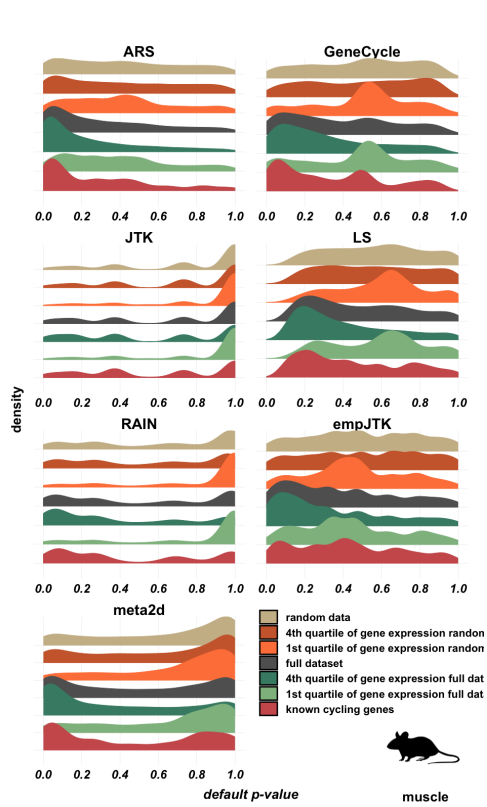 ARS
GeneCycle
0.0 0.2 0.4 0.6 0.8 1.0
0.0 0.2 0.4 0.6 0.8 1.0
JTK
LS
0.0 0.2 0.4 0.6 0.8 1.0
0.0 0.2 0.4 0.6 0.8 1.0
density
RAIN
empJTK
0.0 0.2 0.4 0.6 0.8 1.0
0.0 0.2 0.4 0.6 0.8 1.0
meta2d
0.0 0.2 0.4 0.6 0.8 1.0
default p-value
random data
4th quartile of gene expression randon
1st quartile of gene expression randon
full dataset
4th quartile of gene expression full dat
1st quartile of gene expression full dat
known cycling genes
muscle